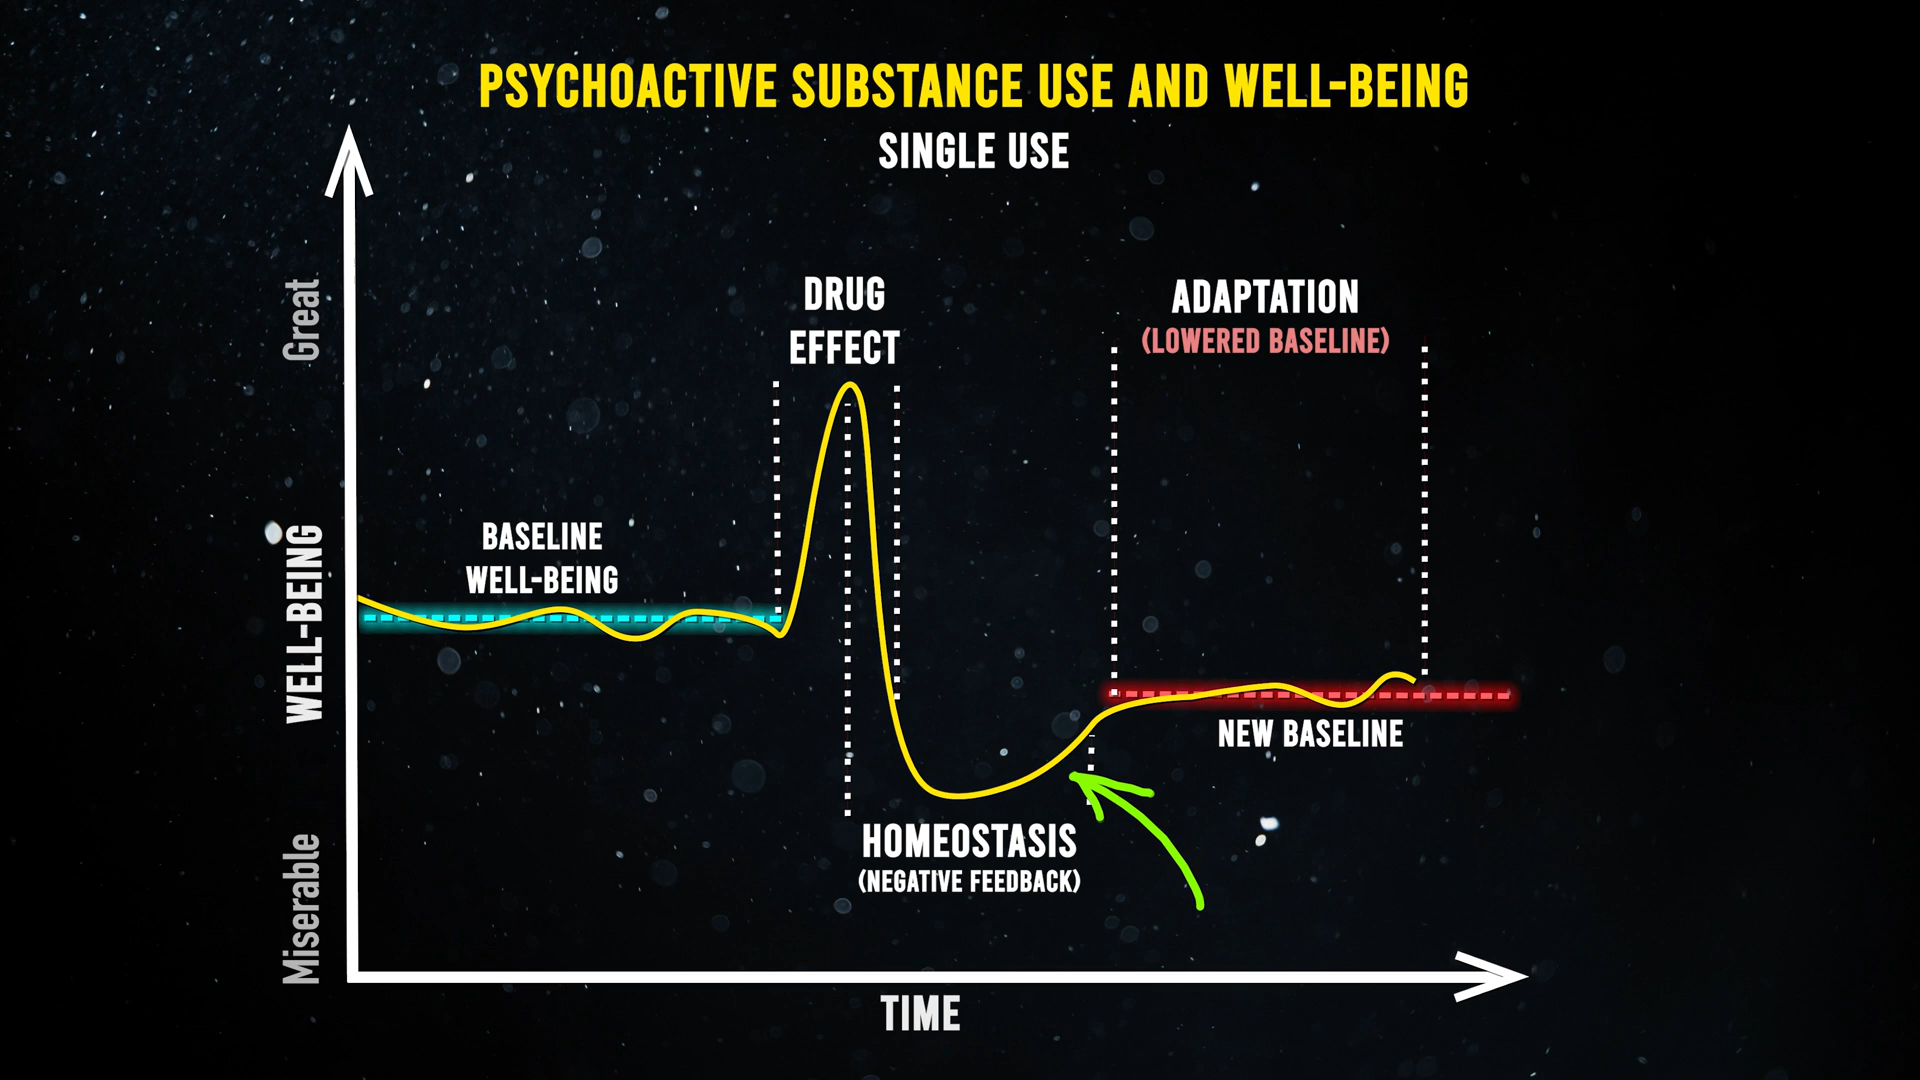 PSYCHOACTIVE SUBSTANCE USE AND WELL-BEING
SINGLE USE
Great
WELL-BEING
Miserable
BASELINE
WELL-BEING
DRUG
EFFECT
HOMEOSTASIS
(NEGATIVE FEEDBACK)
ADAPTATION
(LOWERED BASELINE)
NEW BASELINE
TIME